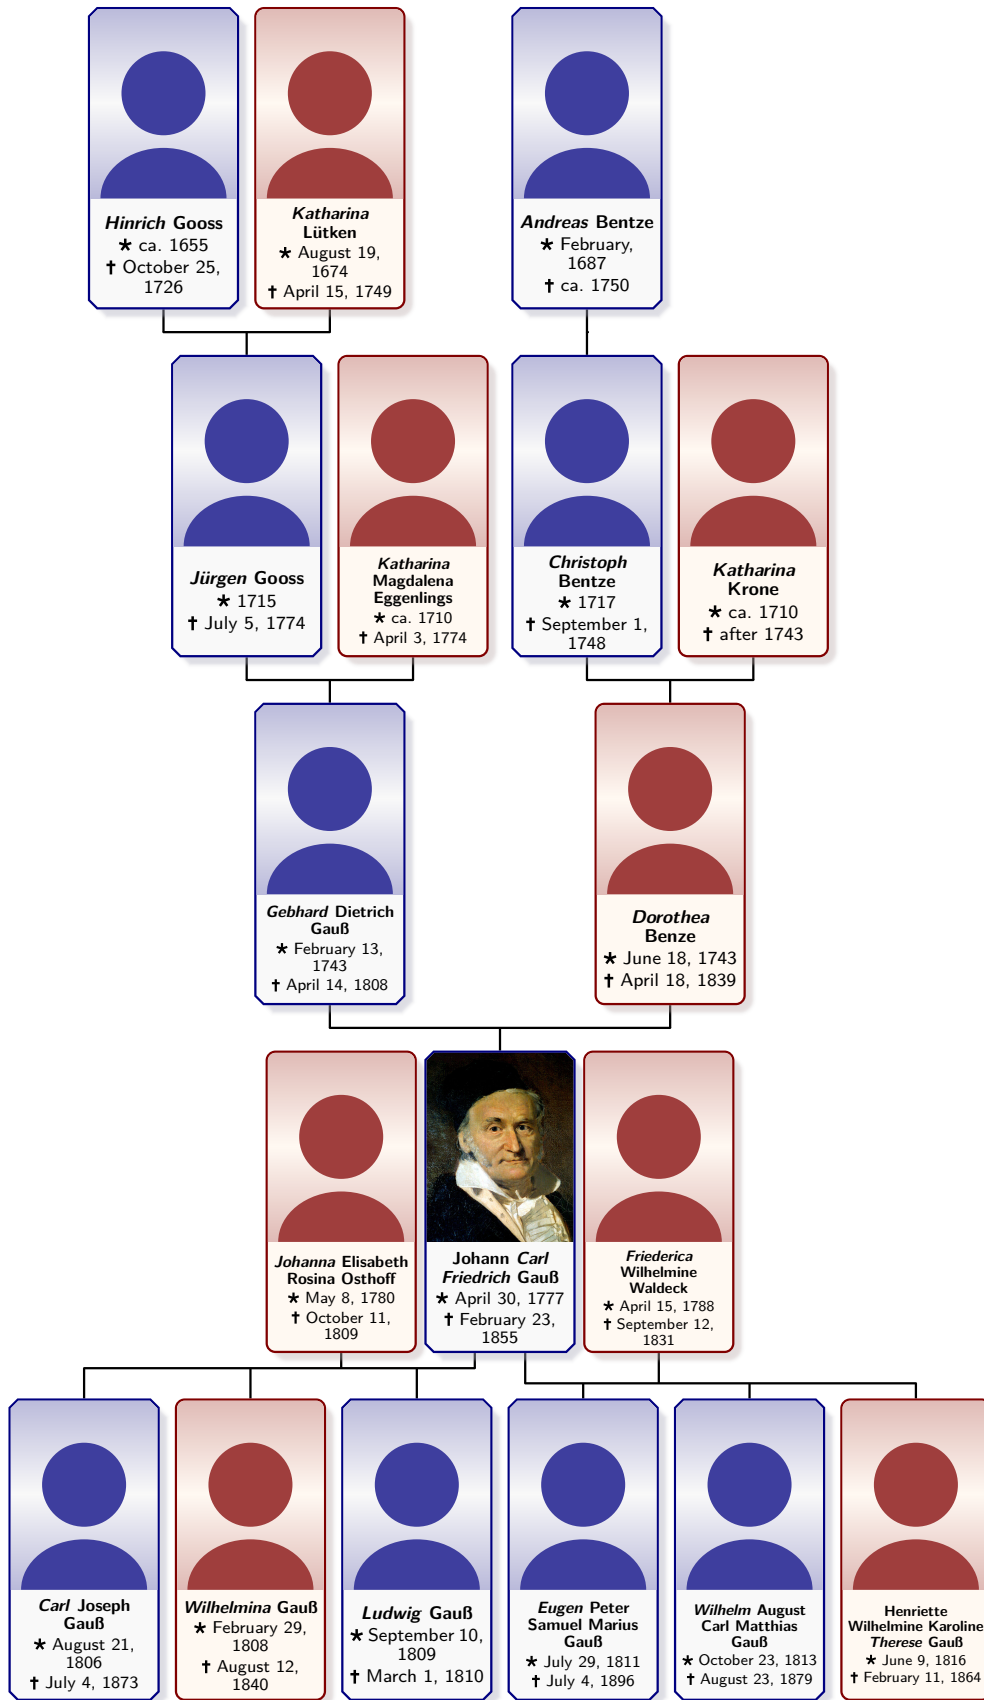 Hinrich Gooss
★ ca. 1655
† October 25,
1726
Katharina
Lütken
★ August 19,
1674
† April 15, 1749
Andreas Bentze
★ February,
1687
† ca. 1750
Jürgen Gooss
★ 1715
† July 5, 1774
Katharina
Magdalena
Eggenlings
★ ca. 1710
† April 3, 1774
Christoph
Bentze
★ 1717
† September 1,
1748
Katharina
Krone
★ ca. 1710
† after 1743
Gebhard Dietrich
Gauß
★ February 13,
1743
† April 14, 1808
Dorothea
Benze
★ June 18, 1743
† April 18, 1839
Johanna Elisabeth
Rosina Osthoff
★ May 8, 1780
† October 11,
1809
Johann Carl
Friedrich Gauß
★ April 30, 1777
† February 23,
1855
Friederica
Wilhelmine
Waldeck
★ April 15, 1788
† September 12,
1831
Carl Joseph
Gauß
★ August 21,
1806
† July 4, 1873
Wilhelmina Gauß
★ February 29,
1808
† August 12,
1840
Ludwig Gauß
★ September 10,
1809
† March 1, 1810
Eugen Peter
Samuel Marius
Gauß
★ July 29, 1811
† July 4, 1896
Wilhelm August
Carl Matthias
Gauß
★ October 23, 1813
† August 23, 1879
Henriette
Wilhelmine Karoline
Therese Gauß
★ June 9, 1816
† February 11, 1864